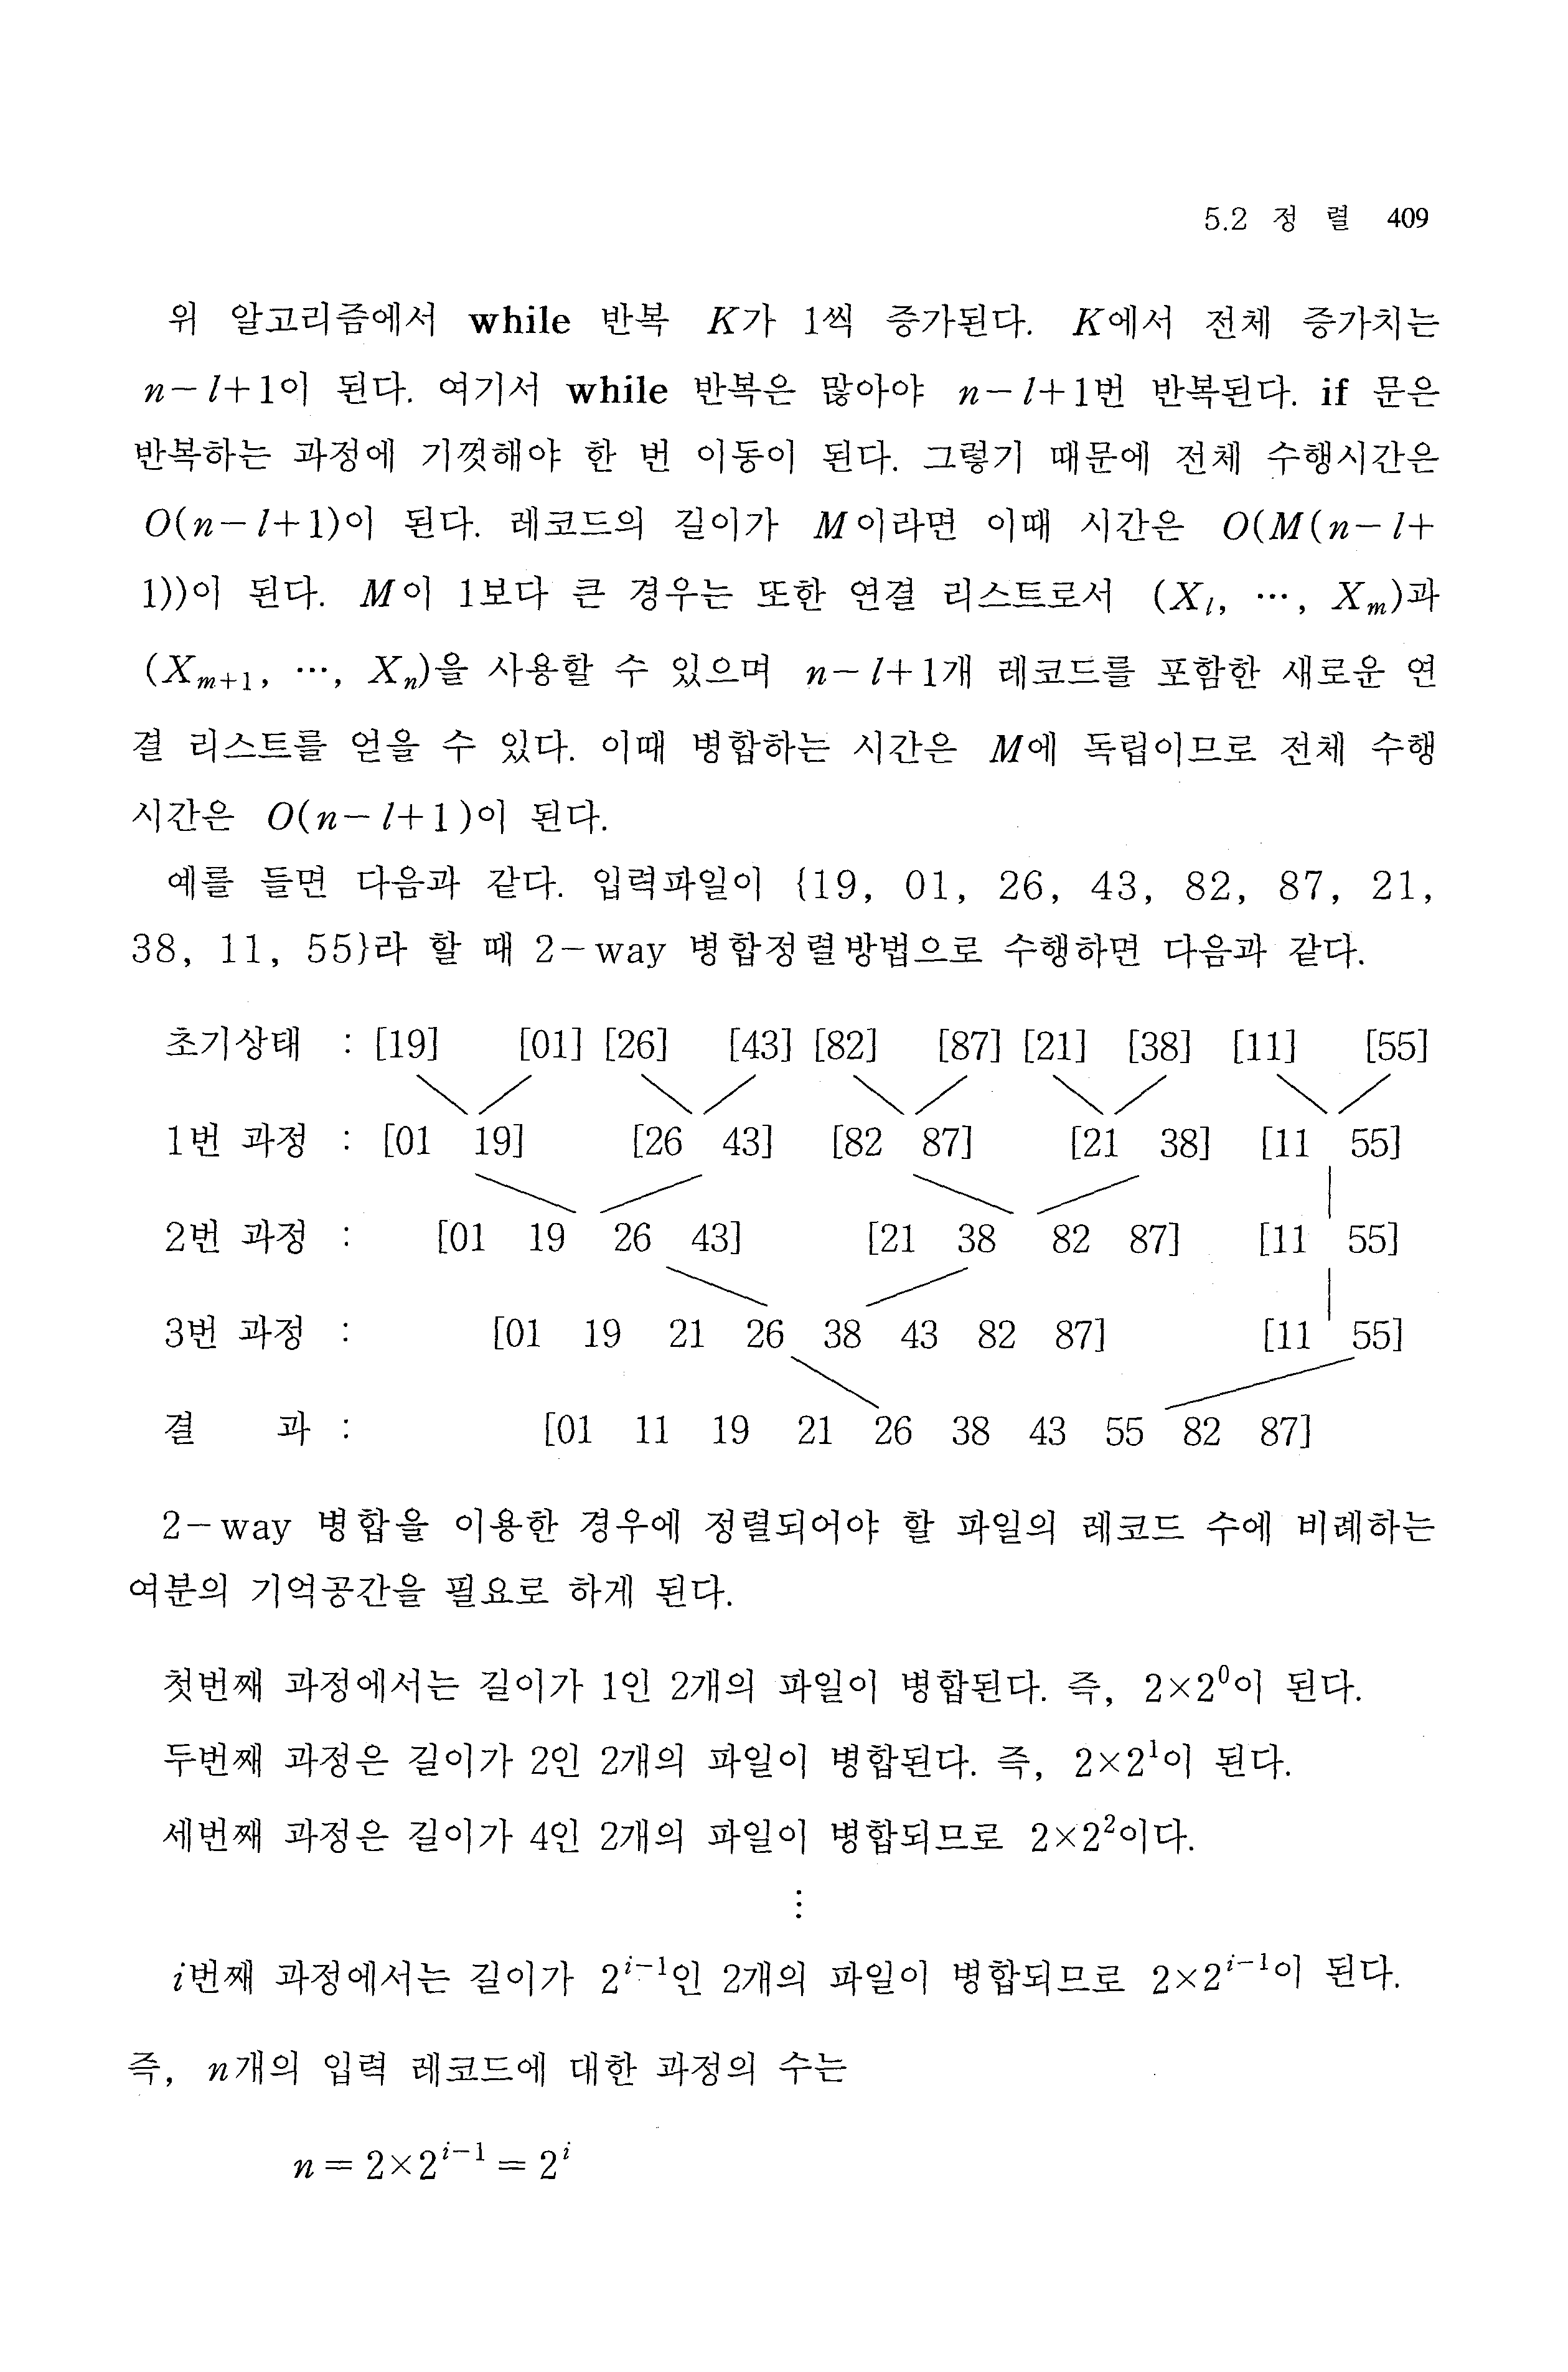 5.2 정 렬 409
위 알고리즘에서 while 반복 K가 1씩 증가된다. K에서 전체 증가치는
n－l＋1이 된다. 여기서 while 반복은 많아야 n－l＋1번 반복된다. if 문은
반복하는 과정에 기껏해야 한 번 이동이 된다. 그렇기 때문에 전체 수행시간은
O(n－l＋1)이 된다. 레코드의 길이가 M이라면 이때 시간은 O(M(n－l＋
1))이 된다. M이 1보다 큰 경우는 또한 연결 리스트로서 (Xₗ, ⋯, Xₘ)과
(Xₘ₊₁, ⋯, Xₙ)을 사용할 수 있으며 n－l＋1개 레코드를 포함한 새로운 연
결 리스트를 얻을 수 있다. 이때 병합하는 시간은 M에 독립이므로 전체 수행
시간은 O(n－l＋1)이 된다.
예를 들면 다음과 같다. 입력파일이 {19, 01, 26, 43, 82, 87, 21,
38, 11, 55}라 할 때 2－way 병합정렬방법으로 수행하면 다음과 같다.
초기상태 : [19] [01] [26] [43] [82] [87] [21] [38] [11] [55]
1번 과정 : [01 19] [26 43] [82 87] [21 38] [11 55]
2번 과정 : [01 19 26 43] [21 38 82 87] [11 55]
3번 과정 : [01 19 21 26 38 43 82 87] [11 55]
결 과 : [01 11 19 21 26 38 43 55 82 87]
2－way 병합을 이용한 경우에 정렬되어야 할 파일의 레코드 수에 비례하는
여분의 기억공간을 필요로 하게 된다.
첫번째 과정에서는 길이가 1인 2개의 파일이 병합된다. 즉, 2×2⁰이 된다.
두번째 과정은 길이가 2인 2개의 파일이 병합된다. 즉, 2×2¹이 된다.
세번째 과정은 길이가 4인 2개의 파일이 병합되므로 2×2²이다.
⋮
i번째 과정에서는 길이가 2ⁱ⁻¹인 2개의 파일이 병합되므로 2×2ⁱ⁻¹이 된다.
즉, n개의 입력 레코드에 대한 과정의 수는
n = 2×2ⁱ⁻¹ = 2ⁱ